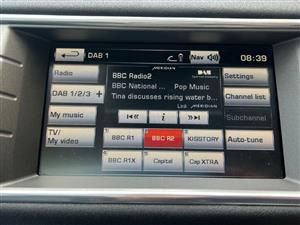 DAB 1
Nav
08:39
Radio
BBC Radio2
MERIDIAN
DAB
BBC National ... Pop Music
Settings
DAB 1/2/3 +
Tina discusses rising water b...
Channel list
Link MERIDIAN
My music
i
Subchannel
TV/
My video
BBC R1
BBC R2
KISSTORY
Auto-tune
BBC R1X
Capital
Cap XTRA